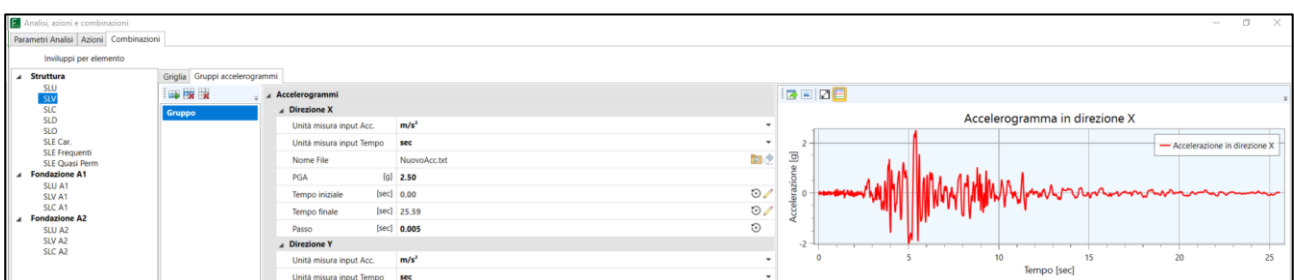 Analisi, azioni e combinazioni
Parametri Analisi Azioni Combinazioni
Inviluppi per elemento
Struttura
SLU
SLV
SLC
SLD
SLO
SLE Car.
SLE Frequenti
SLE Quasi Perm
Fondazione A1
SLU A1
SLV A1
SLC A1
Fondazione A2
SLU A2
SLV A2
SLC A2
Griglia Gruppi accelerogrammi
Gruppo
Accelerogrammi
Direzione X
Unità misura input Acc. m/s²
Unità misura input Tempo sec
Nome File NuovoAcc.txt
PGA [g] 2.50
Tempo iniziale [sec] 0.00
Tempo finale [sec] 25.59
Passo [sec] 0.005
Direzione Y
Unità misura input Acc. m/s²
Unità misura input Tempo sec
Accelerogramma in direzione X
Accelerazione in direzione X
Accelerazione [g]
2
0
-2
0 5 10 15 20 25
Tempo [sec]